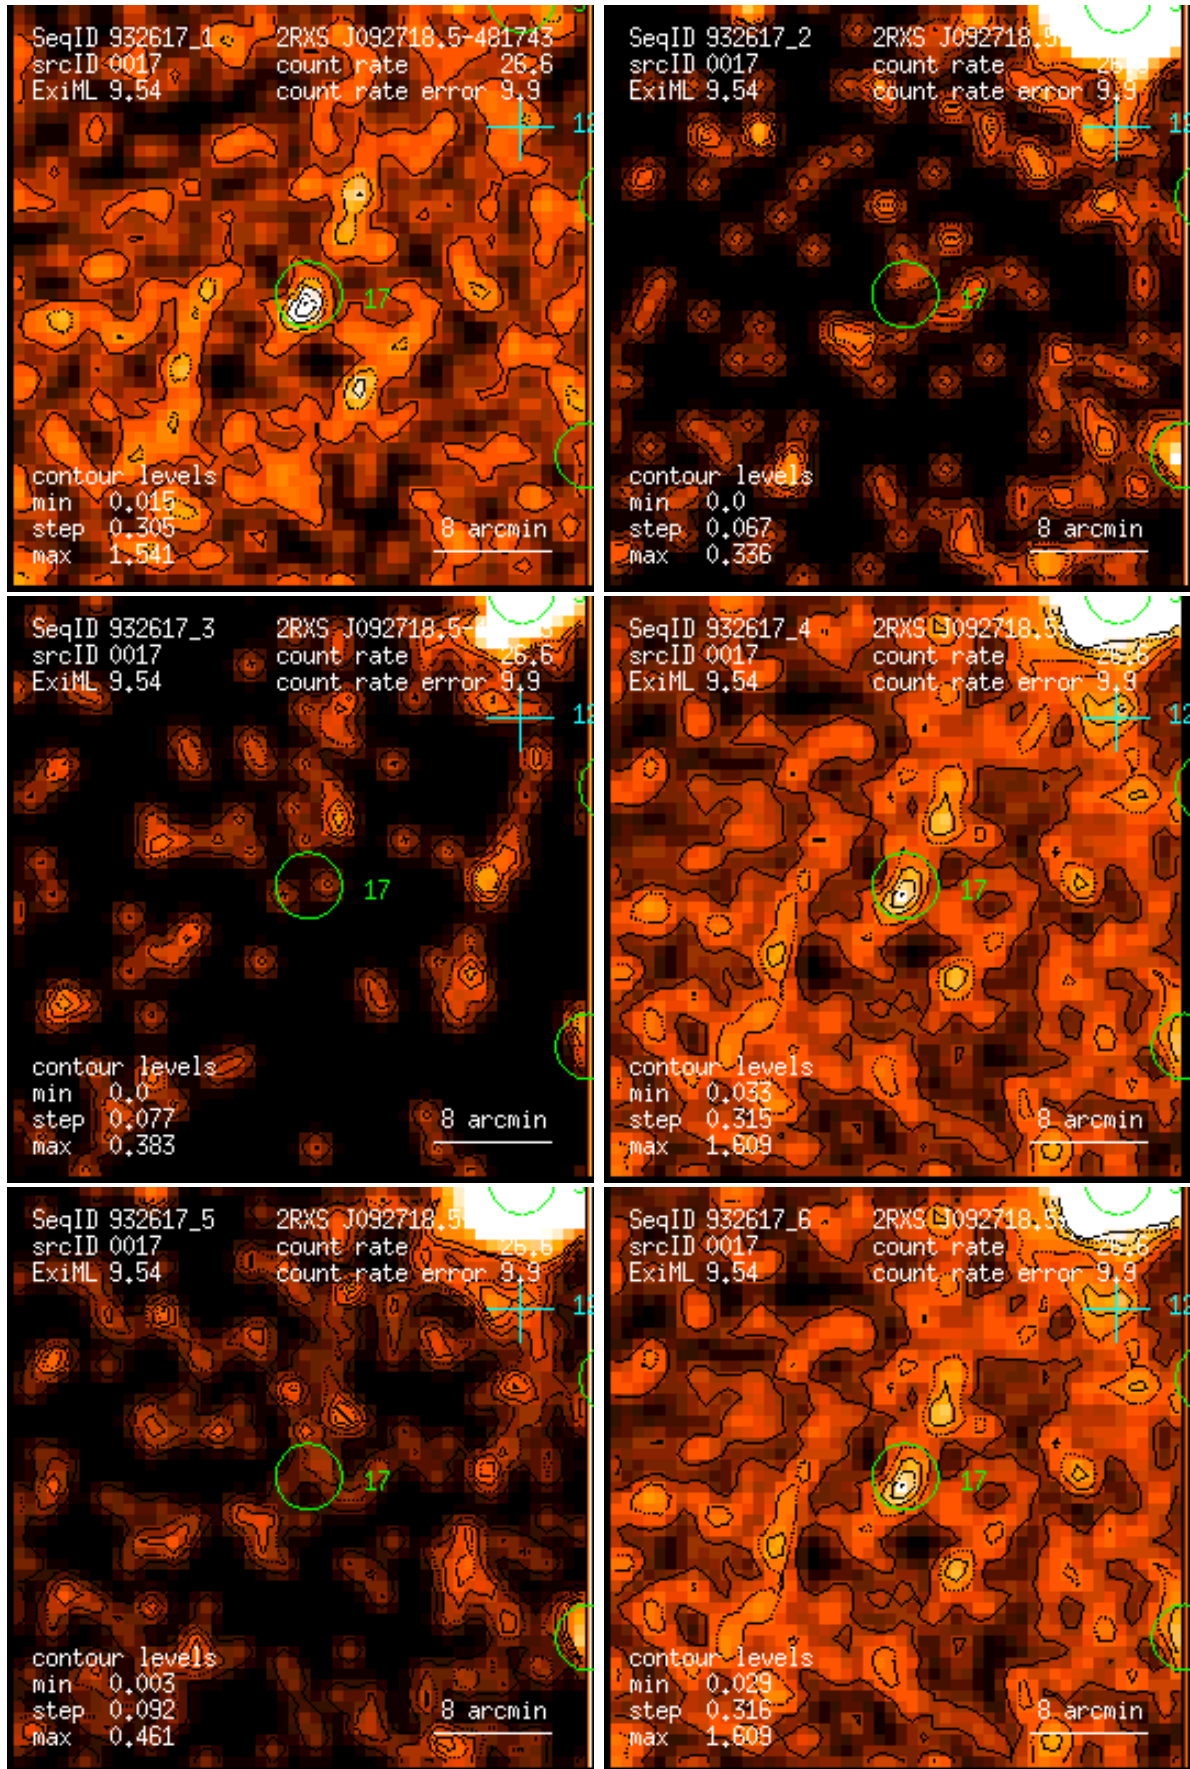 SeqID 932617_1 2RXS J092718.5-481743
srcID 0017 count rate 26.6
ExiML 9.54 count rate error 9.9
12
17
contour levels
min 0.015
step 0.305
max 1.541
8 arcmin
SeqID 932617_2 2RXS J092718.5
srcID 0017 count rate
ExiML 9.54 count rate error 9.9
12
17
contour levels
min 0.0
step 0.067
max 0.336
8 arcmin
SeqID 932617_3 2RXS J092718.5-
srcID 0017 count rate 26.6
ExiML 9.54 count rate error 9.9
12
17
contour levels
min 0.0
step 0.077
max 0.383
8 arcmin
SeqID 932617_4 2RXS J092718.5
srcID 0017 count rate 26.6
ExiML 9.54 count rate error 9.9
12
17
contour levels
min 0.033
step 0.315
max 1.609
8 arcmin
SeqID 932617_5 2RXS J092718.5
srcID 0017 count rate 26.6
ExiML 9.54 count rate error 9.9
12
17
contour levels
min 0.003
step 0.092
max 0.461
8 arcmin
SeqID 932617_6 2RXS J092718.5
srcID 0017 count rate 26.6
ExiML 9.54 count rate error 9.9
12
17
contour levels
min 0.029
step 0.316
max 1.609
8 arcmin